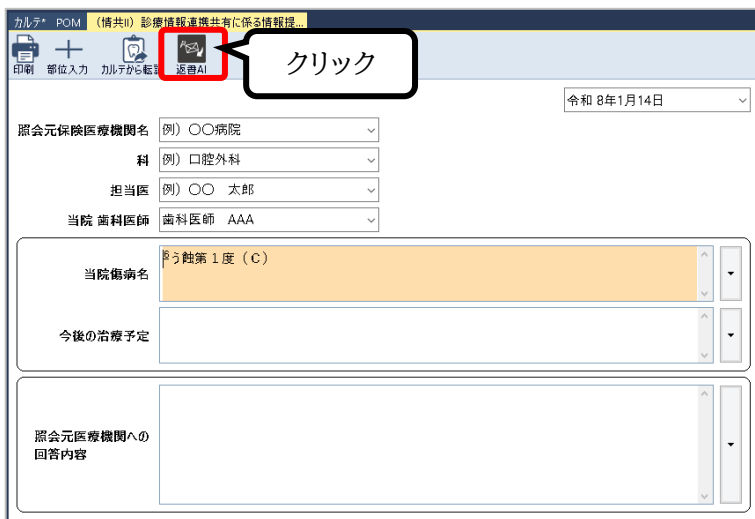 カルテ* POM (情共II) 診療情報連携共有に係る情報提...
印刷 部位入力 カルテから転記 返書AI
クリック
令和 8年1月14日
照会元保険医療機関名 例) 〇〇病院
科 例) 口腔外科
担当医 例) 〇〇 太郎
当院 歯科医師 歯科医師 AAA
当院傷病名 う蝕第1度 (C)
今後の治療予定
照会元医療機関への
回答内容